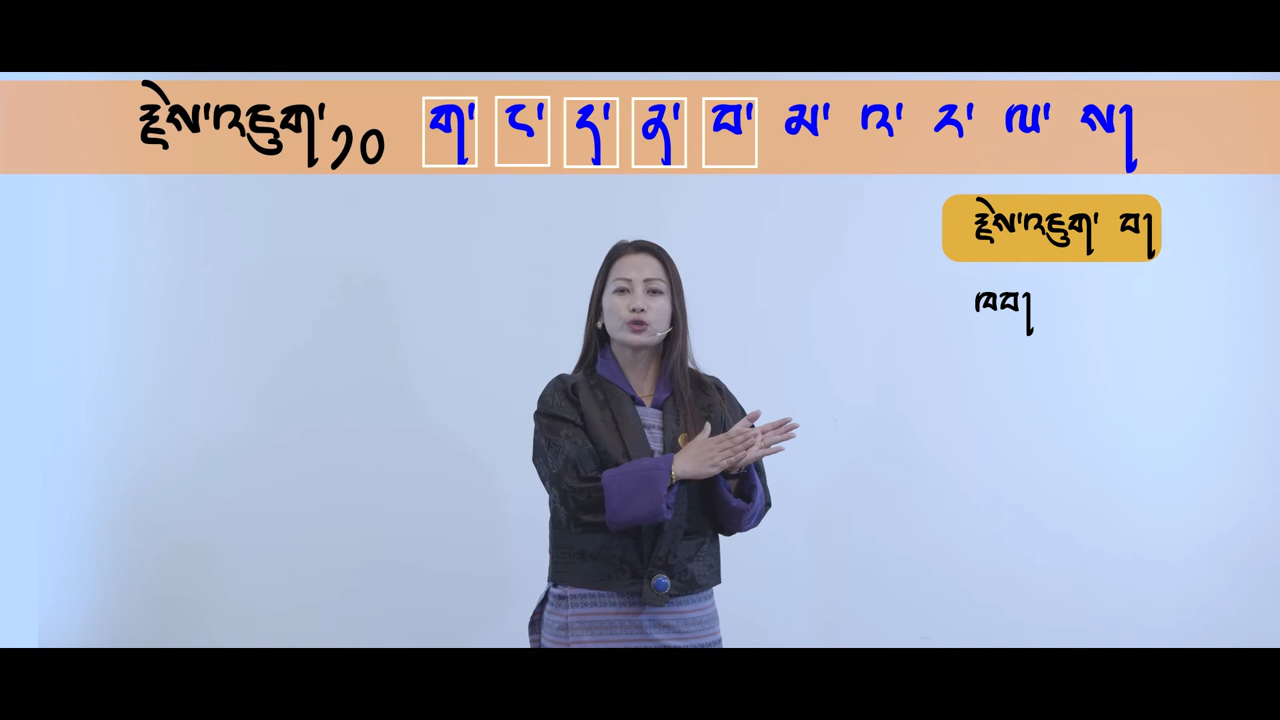 རྗེས་འཇུག་༡༠ ག་ ང་ ད་ ན་ བ་ མ་ འ་ ར་ ལ་ ས།
རྗེས་འཇུག་ བ།
ཁབ།